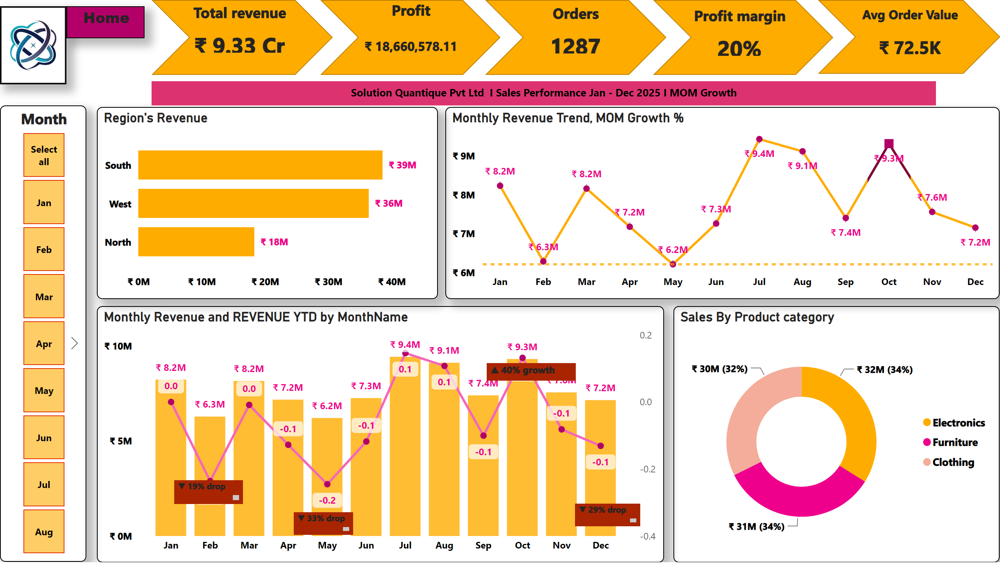 Home
Total revenue
₹ 9.33 Cr
Profit
₹ 18,660,578.11
Orders
1287
Profit margin
20%
Avg Order Value
₹ 72.5K
Solution Quantique Pvt Ltd I Sales Performance Jan - Dec 2025 I MOM Growth
Month
Select
all
Jan
Feb
Mar
Apr
May
Jun
Jul
Aug
Region's Revenue
South
₹ 39M
West
₹ 36M
North
₹ 18M
₹ 0M ₹ 10M ₹ 20M ₹ 30M ₹ 40M
Monthly Revenue Trend, MOM Growth %
₹ 9M
₹ 8M
₹ 7M
₹ 6M
₹ 8.2M
₹ 6.3M
₹ 8.2M
₹ 7.2M
₹ 6.2M
₹ 7.3M
₹ 9.4M
₹ 9.1M
₹ 7.4M
₹ 9.3M
₹ 7.6M
₹ 7.2M
Jan Feb Mar Apr May Jun Jul Aug Sep Oct Nov Dec
Monthly Revenue and REVENUE YTD by MonthName
₹ 10M
₹ 5M
₹ 0M
₹ 8.2M
₹ 6.3M
₹ 8.2M
₹ 7.2M
₹ 6.2M
₹ 7.3M
₹ 9.4M
₹ 9.1M
₹ 7.4M
₹ 9.3M
₹ 7.2M
0.0
0.0
-0.1
-0.2
-0.1
0.1
0.1
-0.1
-0.1
-0.1
▼ 19% drop
▼ 33% drop
▲ 40% growth
▼ 29% drop
0.2
0.0
-0.2
-0.4
Jan Feb Mar Apr May Jun Jul Aug Sep Oct Nov Dec
Sales By Product category
₹ 30M (32%)
₹ 32M (34%)
₹ 31M (34%)
Electronics
Furniture
Clothing